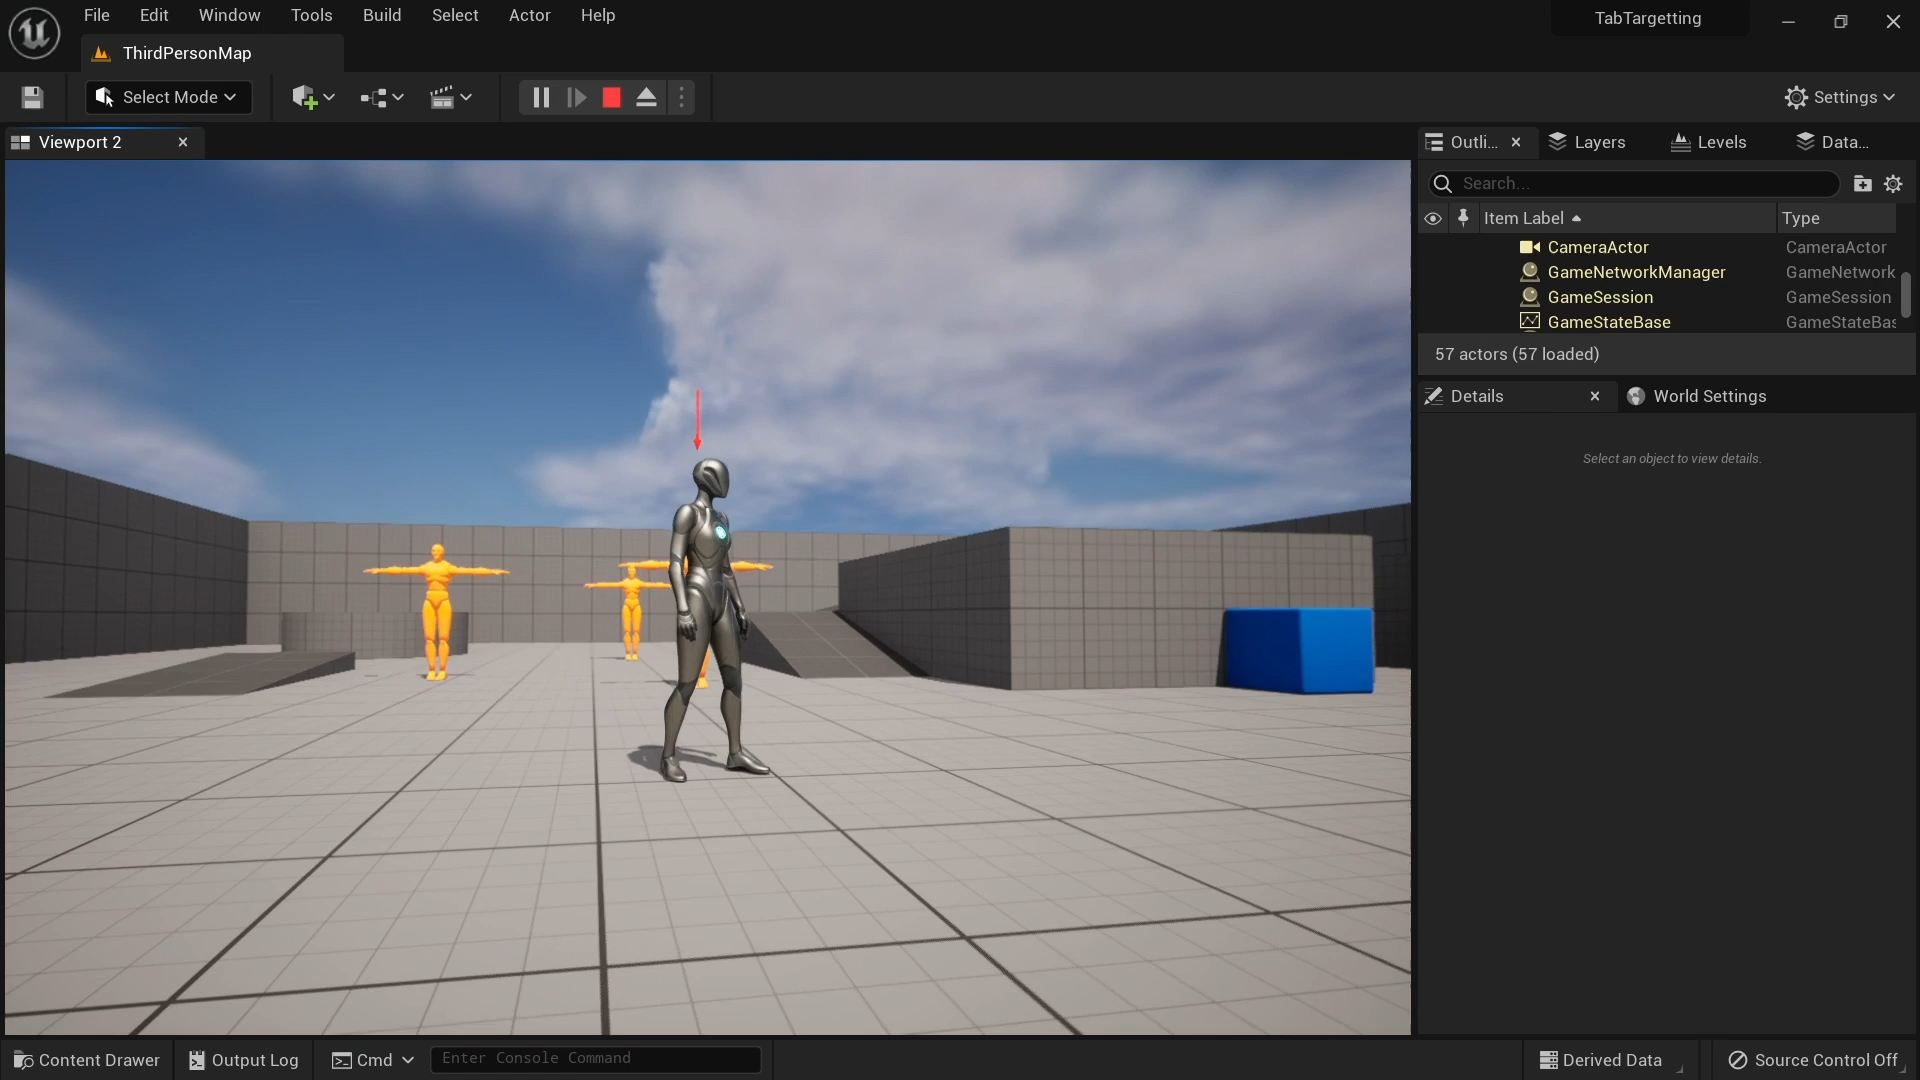 File Edit Window Tools Build Select Actor Help
TabTargetting
ThirdPersonMap
Select Mode
Settings
Viewport 2
Outli...
Layers
Levels
Data...
Search...
Item Label
Type
CameraActor CameraActor
GameNetworkManager GameNetwork
GameSession GameSession
GameStateBase GameStateBas
57 actors (57 loaded)
Details
World Settings
Select an object to view details.
Content Drawer
Output Log
Cmd
Enter Console Command
Derived Data
Source Control Off